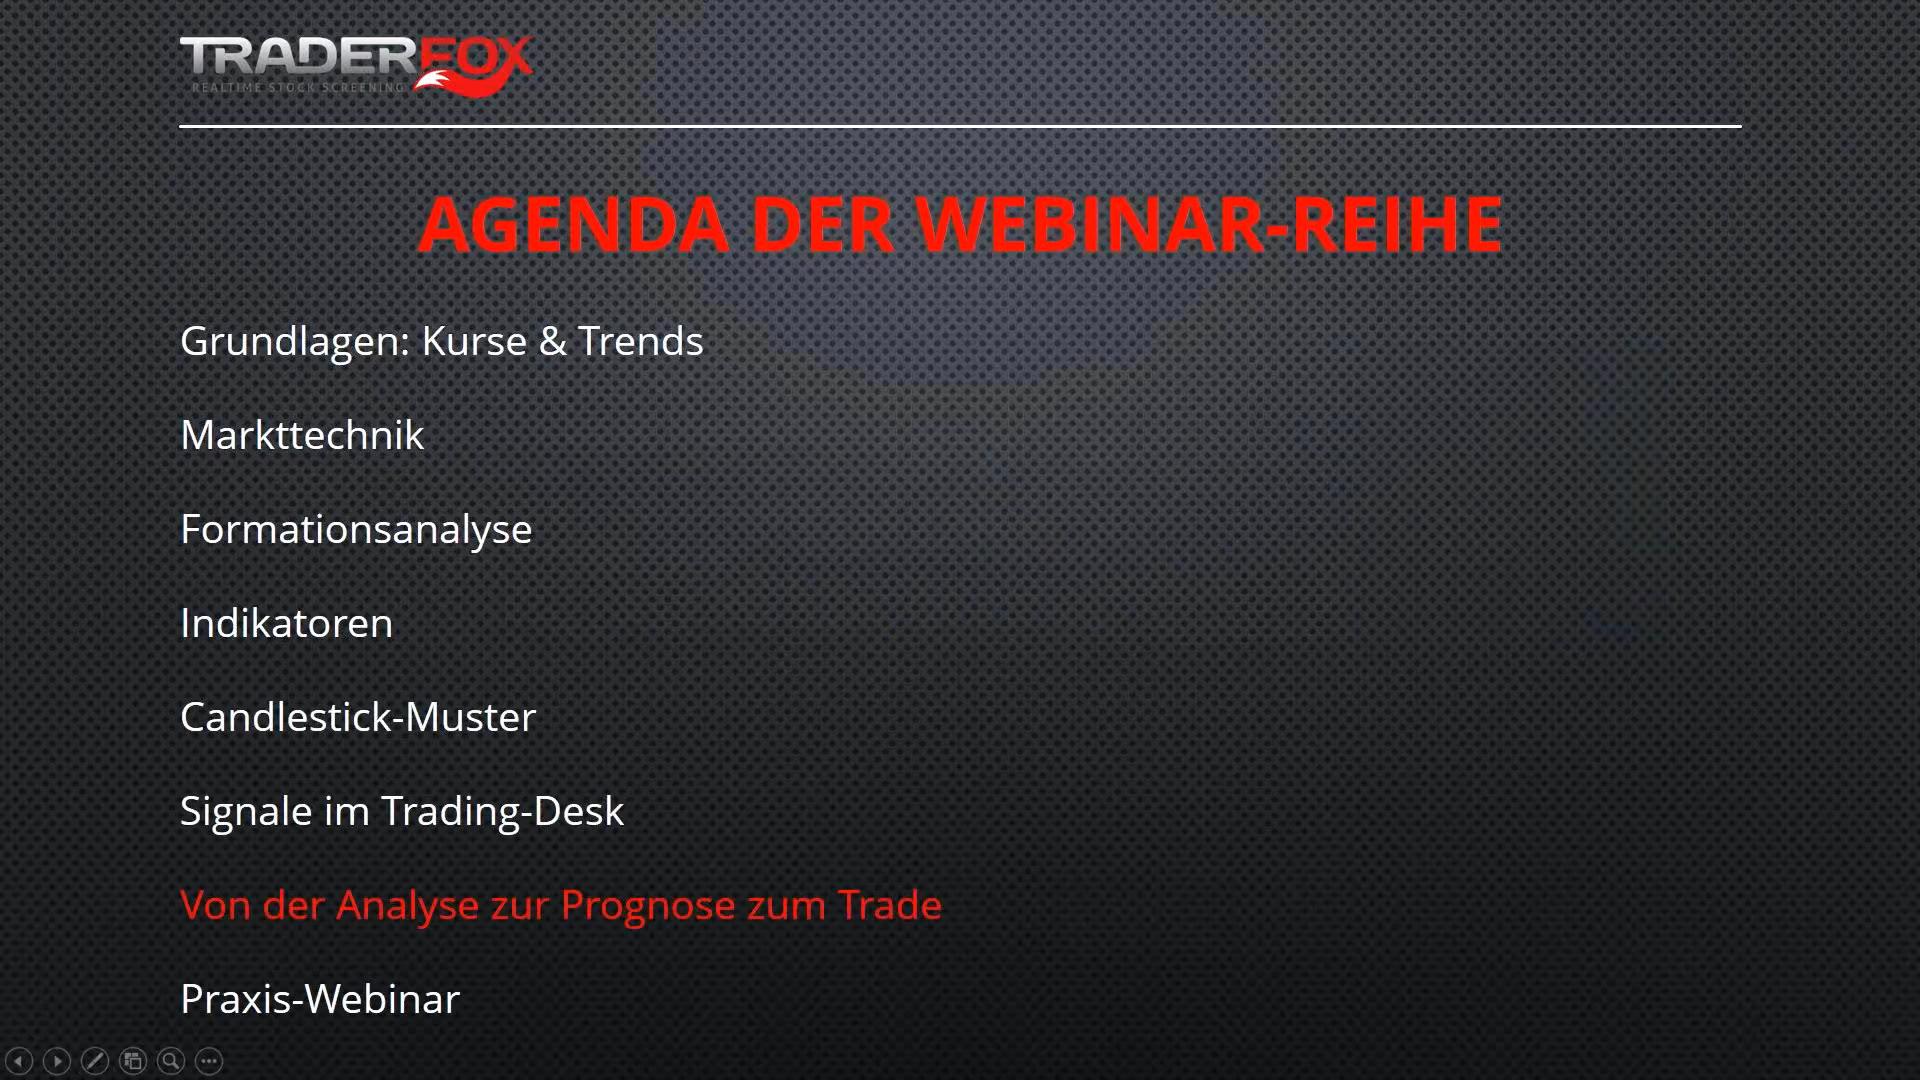 TRADERFOX
REALTIME STOCK SCREENING
AGENDA DER WEBINAR-REIHE
Grundlagen: Kurse & Trends
Markttechnik
Formationsanalyse
Indikatoren
Candlestick-Muster
Signale im Trading-Desk
Von der Analyse zur Prognose zum Trade
Praxis-Webinar